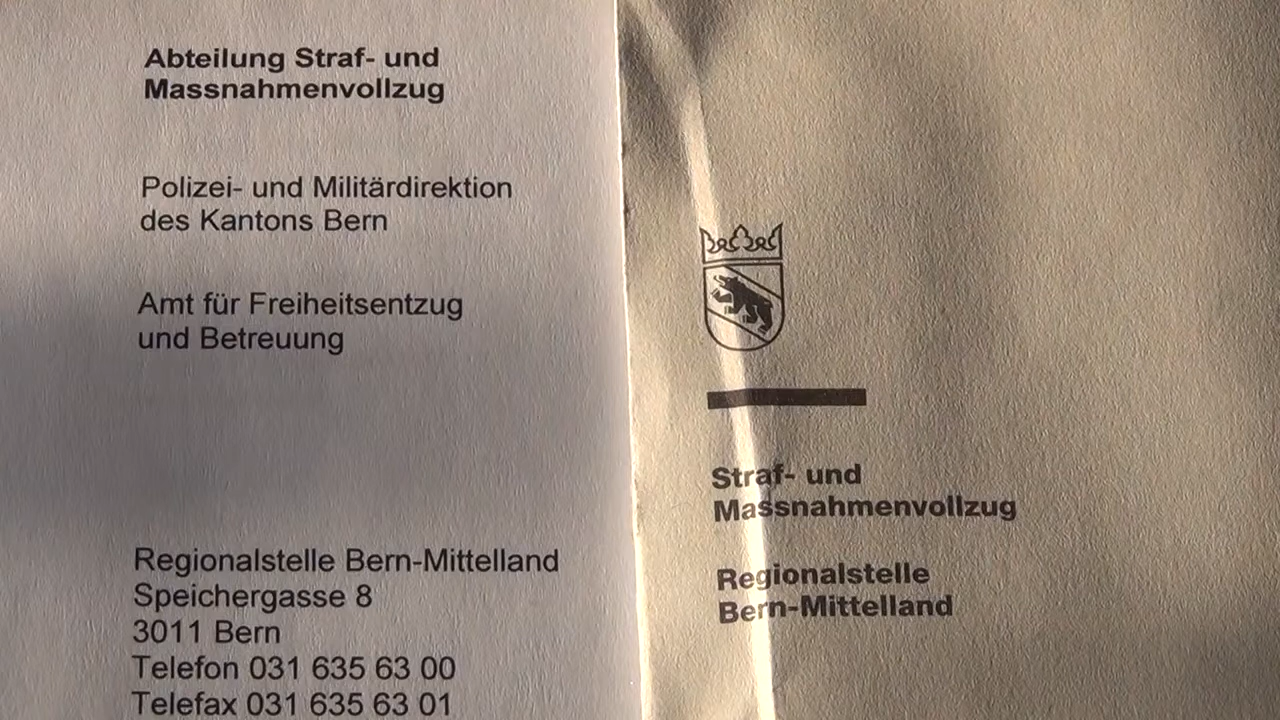 Abteilung Straf- und
Massnahmenvollzug
Polizei- und Militärdirektion
des Kantons Bern
Amt für Freiheitsentzug
und Betreuung
Regionalstelle Bern-Mittelland
Speichergasse 8
3011 Bern
Telefon 031 635 63 00
Telefax 031 635 63 01
Straf- und
Massnahmenvollzug
Regionalstelle
Bern-Mittelland